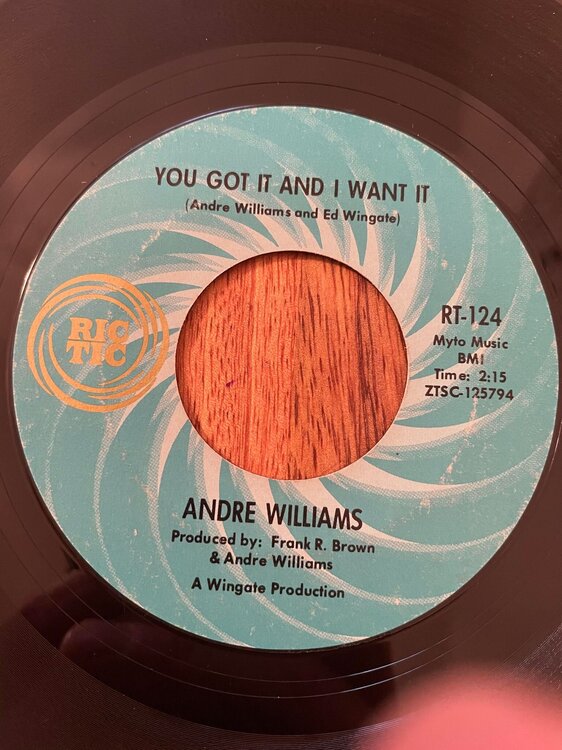 YOU GOT IT AND I WANT IT
(Andre Williams and Ed Wingate)
RIC
TIC
RT-124
Myto Music
BMI
Time: 2:15
ZTSC-125794
ANDRE WILLIAMS
Produced by: Frank R. Brown
& Andre Williams
A Wingate Production